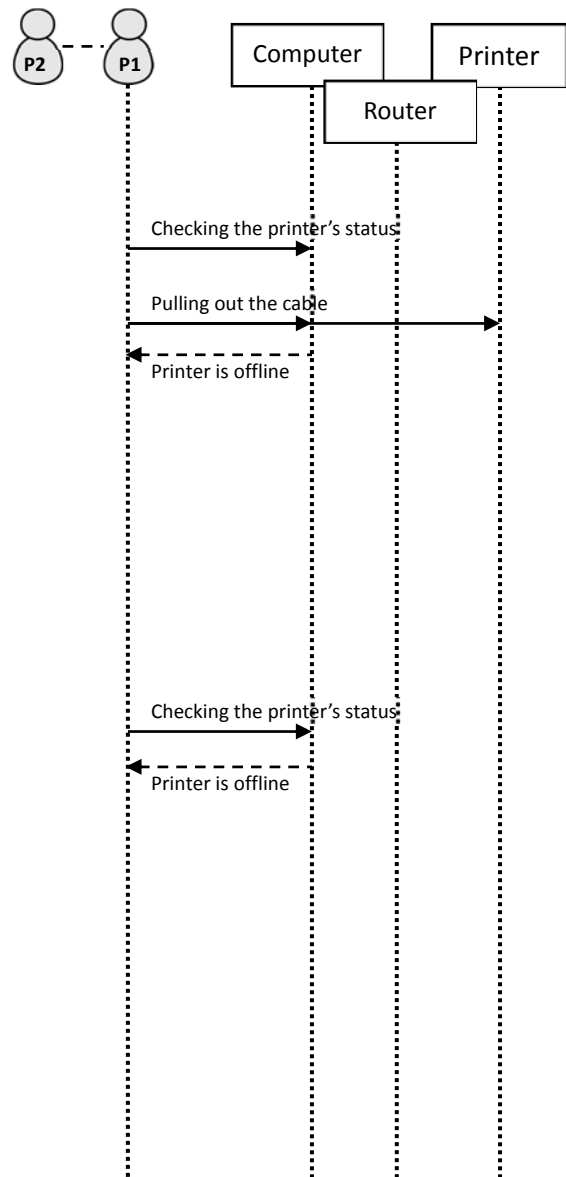 P2
P1
Computer
Printer
Router
Checking the printer's status
Pulling out the cable
Printer is offline
Checking the printer's status
Printer is offline